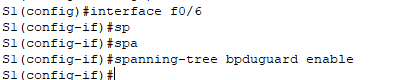 S1(config)#interface f0/6
S1(config-if)#sp
S1(config-if)#spa
S1(config-if)#spanning-tree bpduguard enable
S1(config-if)#